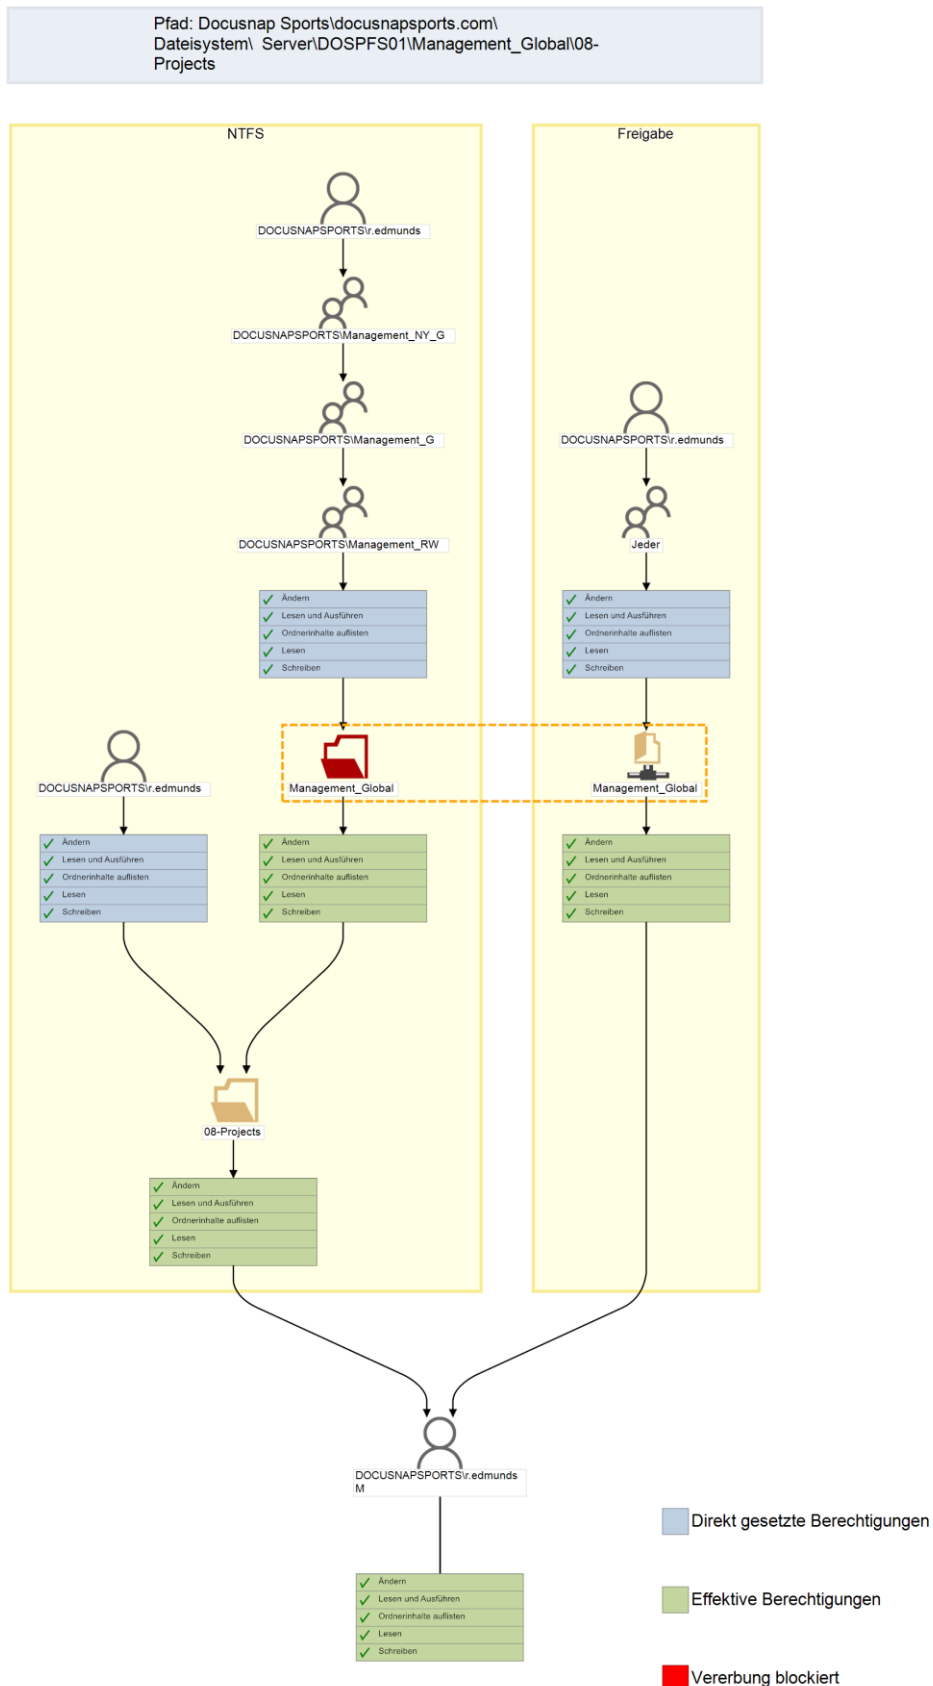 Pfad: Docusnap Sports\docusnapsports.com\
Dateisystem\ Server\DOSPFS01\Management_Global\08-
Projects
NTFS
Freigabe
DOCUSNAPSPORTS\r.edmunds
DOCUSNAPSPORTS\Management_NY_G
DOCUSNAPSPORTS\Management_G
DOCUSNAPSPORTS\r.edmunds
DOCUSNAPSPORTS\Management_RW
Jeder
Ändern
Lesen und Ausführen
Ordnerinhalte auflisten
Lesen
Schreiben
Ändern
Lesen und Ausführen
Ordnerinhalte auflisten
Lesen
Schreiben
DOCUSNAPSPORTS\r.edmunds
Management_Global
Management_Global
Ändern
Lesen und Ausführen
Ordnerinhalte auflisten
Lesen
Schreiben
Ändern
Lesen und Ausführen
Ordnerinhalte auflisten
Lesen
Schreiben
Ändern
Lesen und Ausführen
Ordnerinhalte auflisten
Lesen
Schreiben
08-Projects
Ändern
Lesen und Ausführen
Ordnerinhalte auflisten
Lesen
Schreiben
DOCUSNAPSPORTS\r.edmunds
M
Ändern
Lesen und Ausführen
Ordnerinhalte auflisten
Lesen
Schreiben
Direkt gesetzte Berechtigungen
Effektive Berechtigungen
Vererbung blockiert